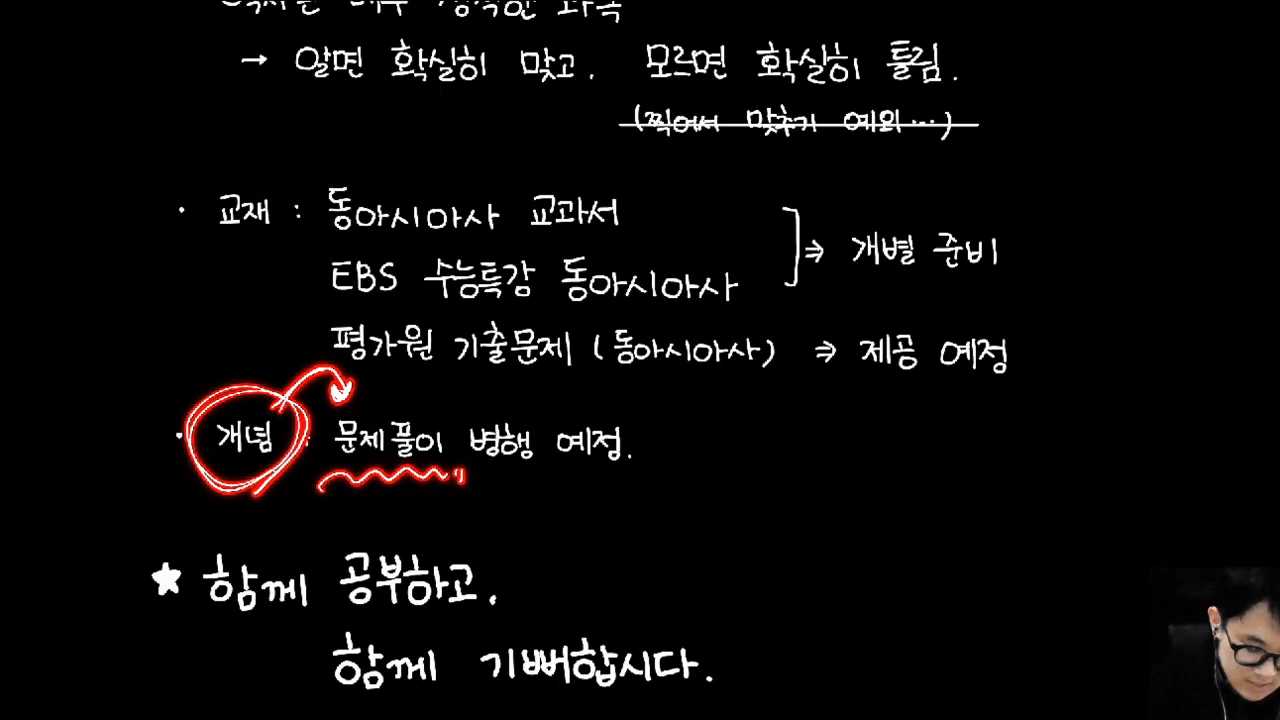 → 알면 확실히 맞고. 모르면 확실히 틀림.
(찍어서 맞추기 예외…)
· 교재 : 동아시아사 교과서
EBS 수능특강 동아시아사 ⇒ 개별 준비
평가원 기출문제 (동아시아사) ⇒ 제공 예정
· 개념 · 문제풀이 병행 예정.
★ 함께 공부하고.
함께 기뻐합시다.